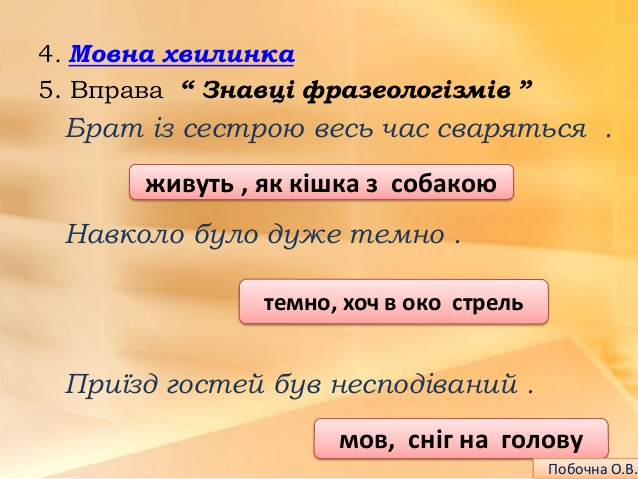 4. Мовна хвилинка
5. Вправа “ Знавці фразеологізмів ”
Брат із сестрою весь час сваряться .
живуть , як кішка з собакою
Навколо було дуже темно .
темно, хоч в око стрель
Приїзд гостей був несподіваний .
мов, сніг на голову
Побочна О.В.